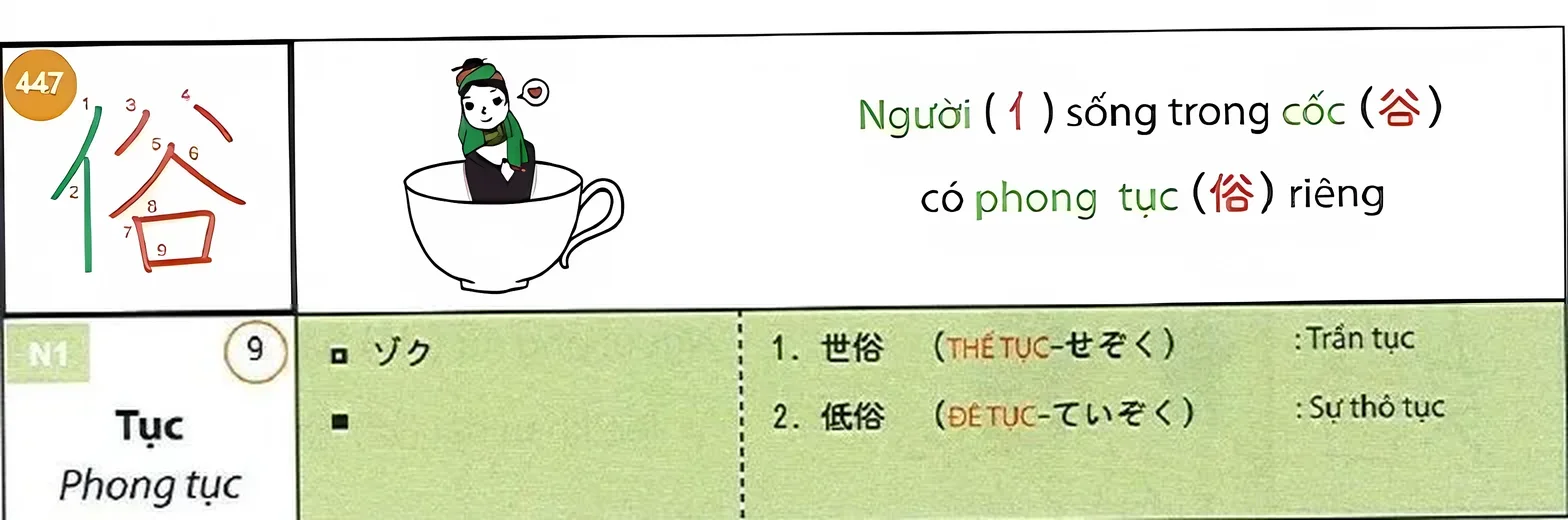 447
俗
1
2
3
4
5
6
7
8
9
Người (亻) sống trong cốc (谷)
có phong tục (俗) riêng
N1
9
Tục
Phong tục
ゾク
1. 世俗 (THẾ TỤC-せぞく) : Trần tục
2. 低俗 (ĐÊ TỤC-ていぞく) : Sự thô tục